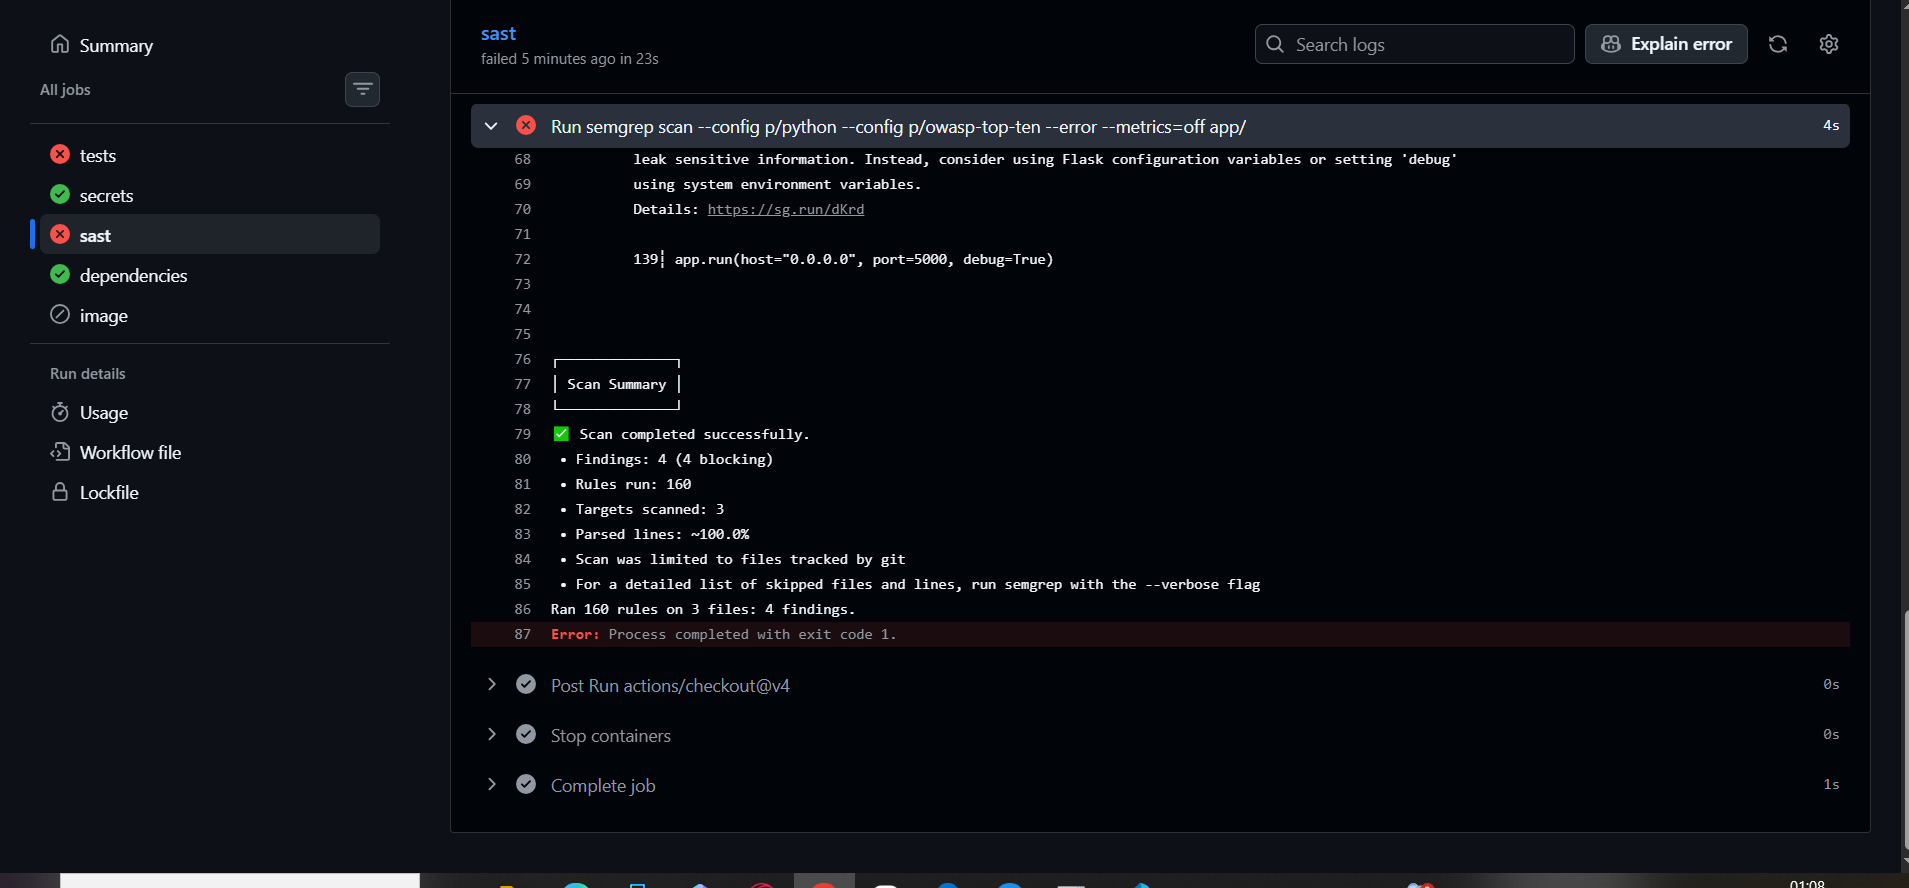 Summary
All jobs
tests
secrets
sast
dependencies
image
Run details
Usage
Workflow file
Lockfile
sast
failed 5 minutes ago in 23s
Search logs
Explain error
Run semgrep scan --config p/python --config p/owasp-top-ten --error --metrics=off app/
4s
68 leak sensitive information. Instead, consider using Flask configuration variables or setting 'debug'
69 using system environment variables.
70 Details: https://sg.run/dKrd
71
72 139┆ app.run(host="0.0.0.0", port=5000, debug=True)
73
74
75
76
77 Scan Summary
78
79 ✅ Scan completed successfully.
80 • Findings: 4 (4 blocking)
81 • Rules run: 160
82 • Targets scanned: 3
83 • Parsed lines: ~100.0%
84 • Scan was limited to files tracked by git
85 • For a detailed list of skipped files and lines, run semgrep with the --verbose flag
86 Ran 160 rules on 3 files: 4 findings.
87 Error: Process completed with exit code 1.
Post Run actions/checkout@v4
0s
Stop containers
0s
Complete job
1s
01:08